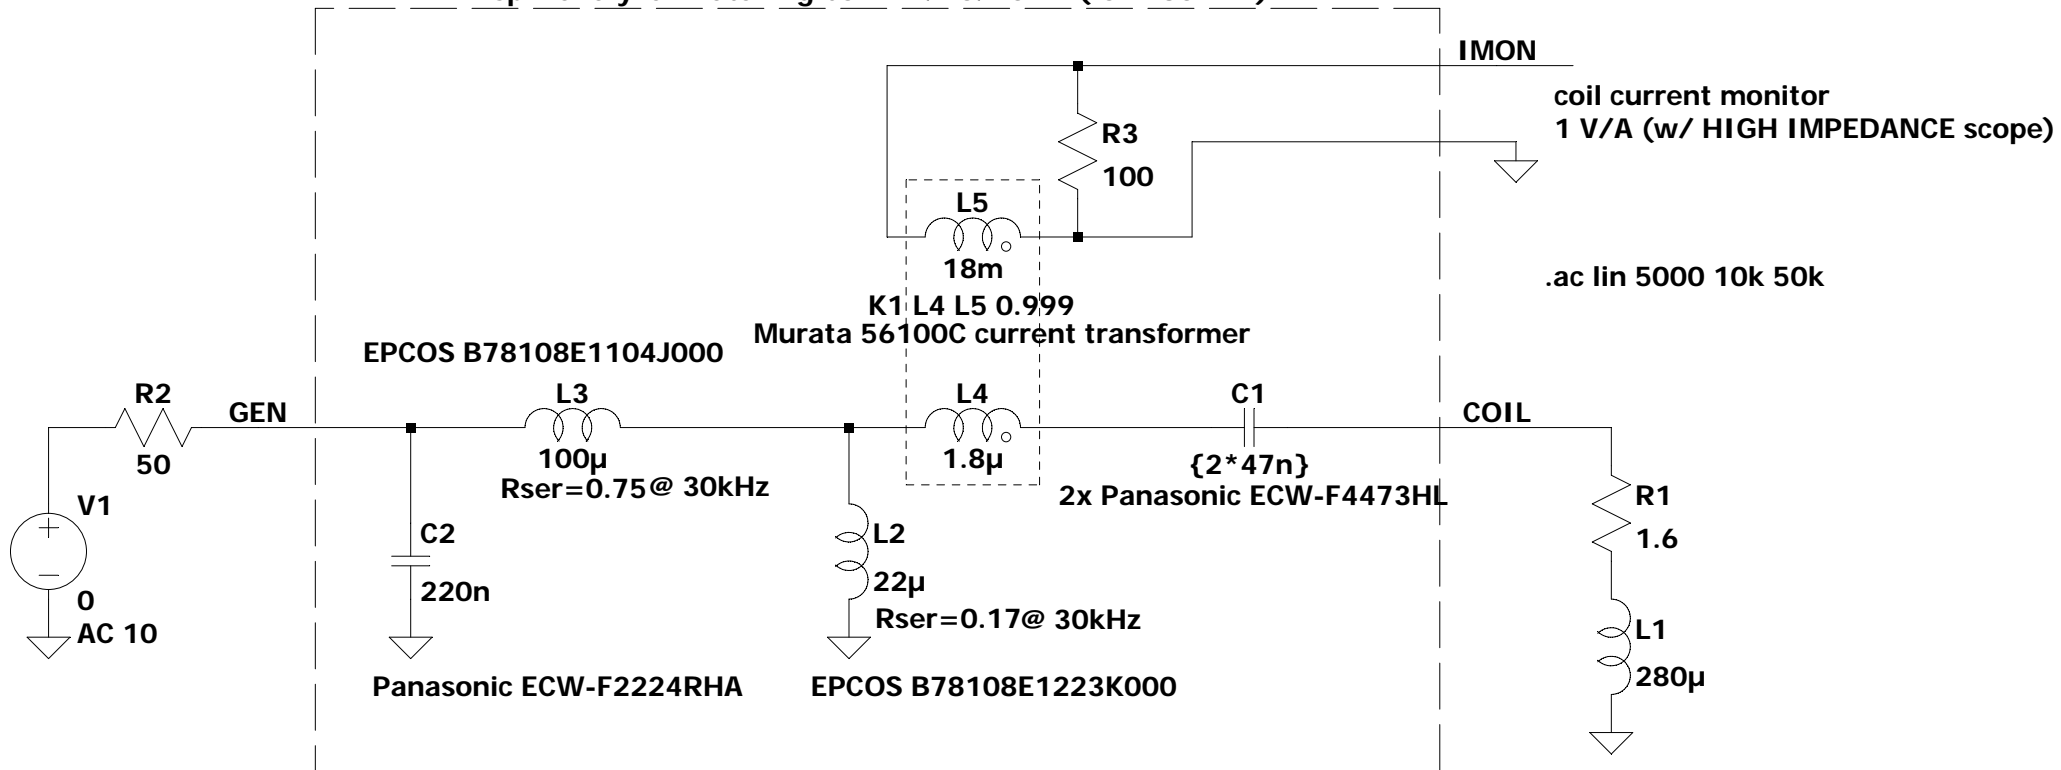 IMON
coil current monitor
1 V/A (w/ HIGH IMPEDANCE scope)
R3
100
L5
18m
.ac lin 5000 10k 50k
K1 L4 L5 0.999
Murata 56100C current transformer
EPCOS B78108E1104J000
R2
GEN
L3
L4
C1
COIL
50
100µ
1.8µ
{2*47n}
Rser=0.75@ 30kHz
2x Panasonic ECW-F4473HL
V1
R1
C2
L2
1.6
220n
22µ
0
Rser=0.17@ 30kHz
AC 10
L1
280µ
Panasonic ECW-F2224RHA
EPCOS B78108E1223K000